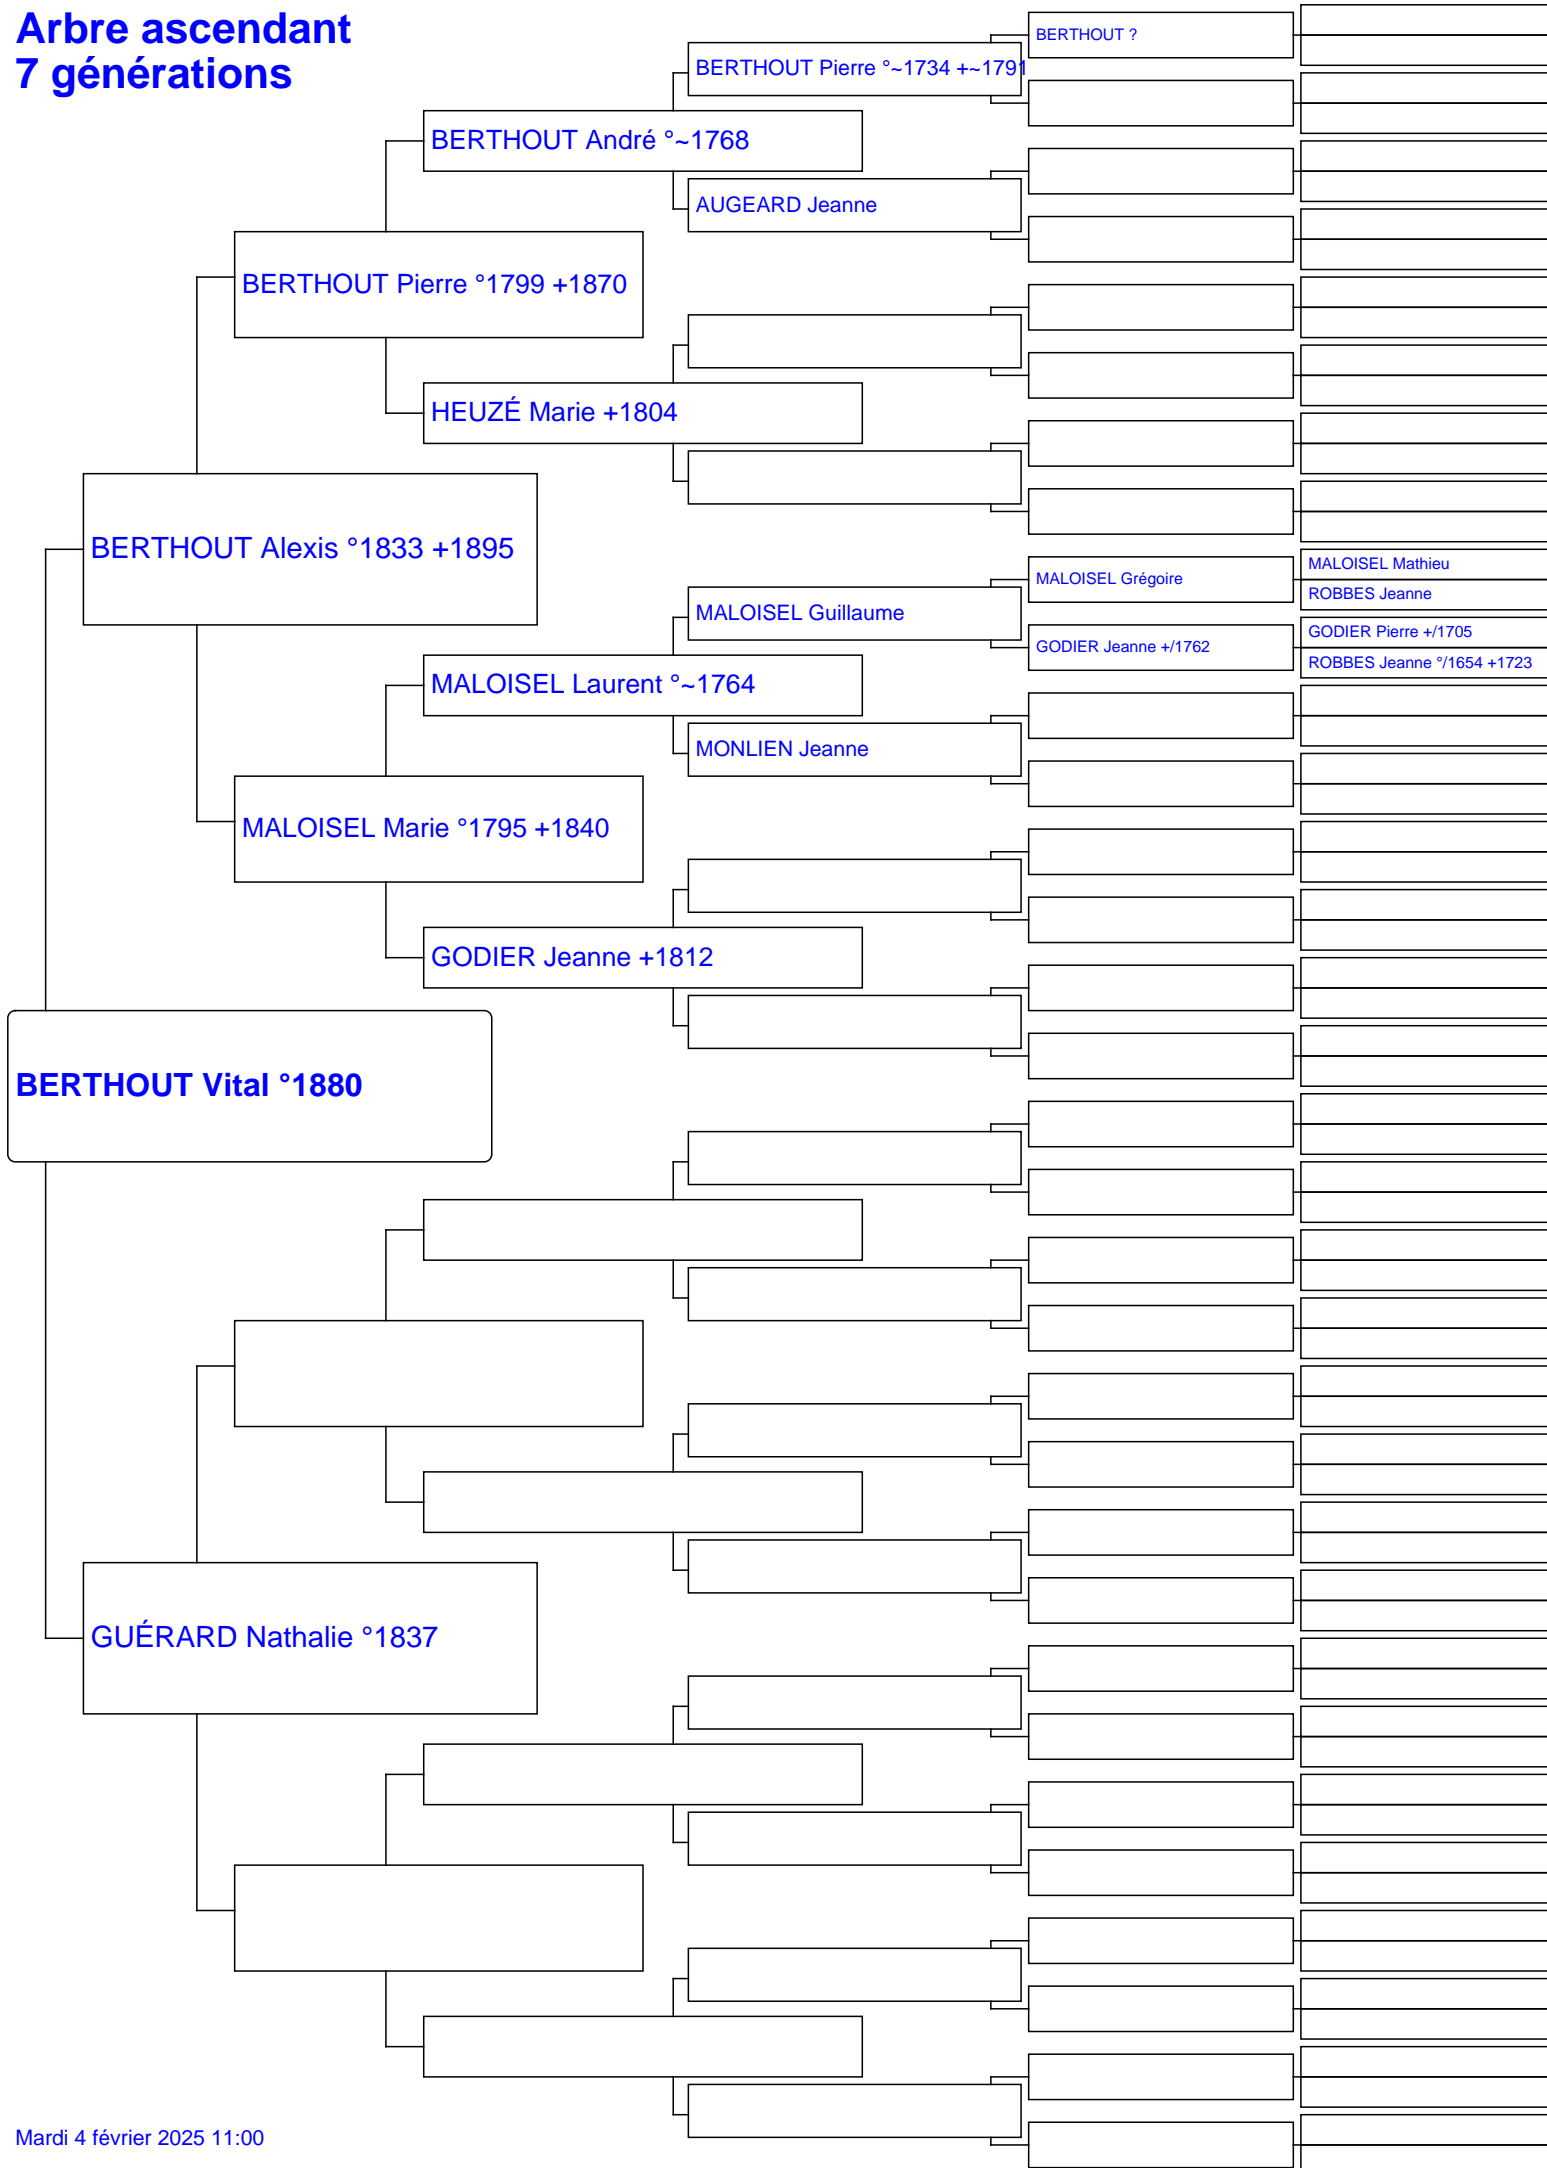 Arbre ascendant
7 générations
BERTHOUT ?
BERTHOUT Pierre °~1734 +~1791
BERTHOUT André °~1768
AUGEARD Jeanne
BERTHOUT Pierre °1799 +1870
HEUZÉ Marie +1804
BERTHOUT Alexis °1833 +1895
MALOISEL Mathieu
MALOISEL Grégoire
ROBBES Jeanne
MALOISEL Guillaume
GODIER Pierre +/1705
GODIER Jeanne +/1762
ROBBES Jeanne °/1654 +1723
MALOISEL Laurent °~1764
MONLIEN Jeanne
MALOISEL Marie °1795 +1840
GODIER Jeanne +1812
BERTHOUT Vital °1880
GUÉRARD Nathalie °1837
Mardi 4 février 2025 11:00